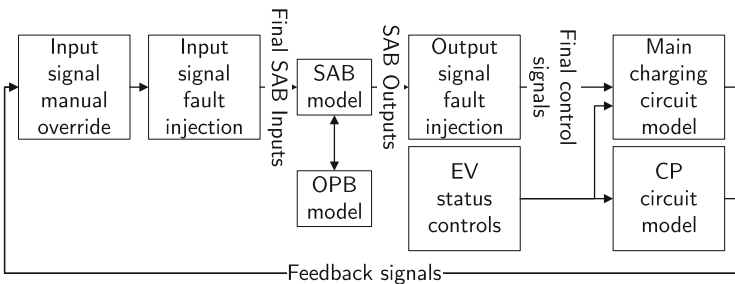 Input
signal
manual
override
Input
signal
fault
injection
Final SAB Inputs
SAB
model
OPB
model
SAB Outputs
Output
signal
fault
injection
EV
status
controls
Final control
signals
Main
charging
circuit
model
CP
circuit
model
Feedback signals